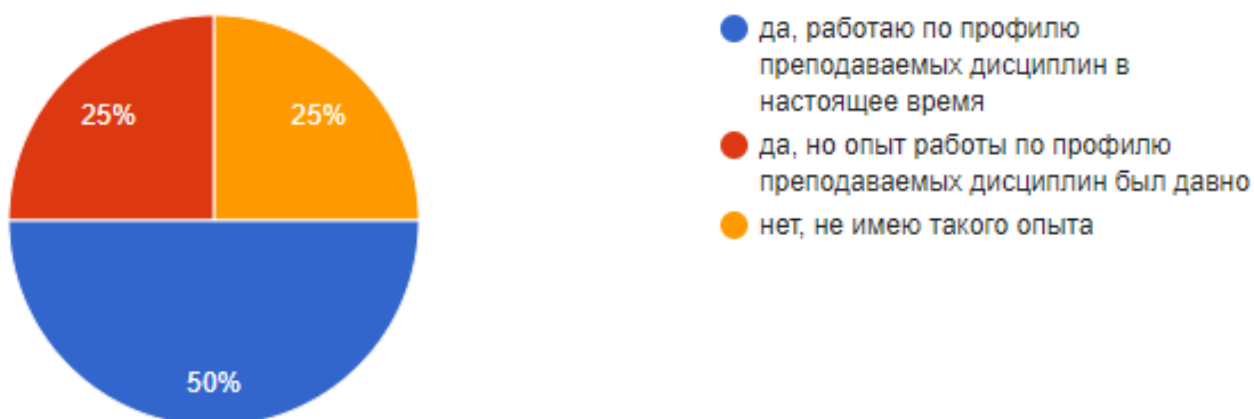 25%
25%
50%
да, работаю по профилю
преподаваемых дисциплин в
настоящее время
да, но опыт работы по профилю
преподаваемых дисциплин был давно
нет, не имею такого опыта